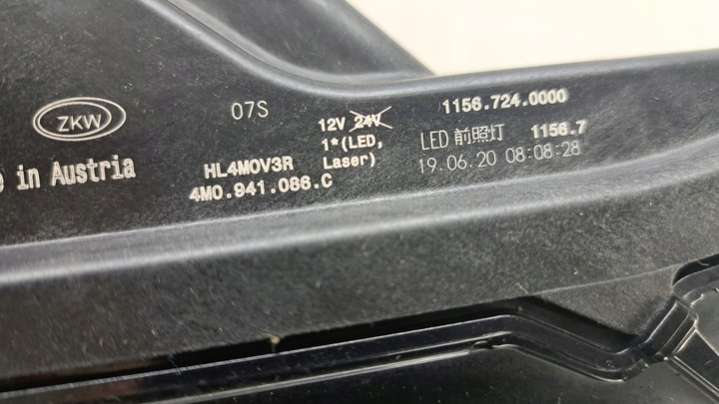 ZKW
in Austria
07S
HL4M0V3R
4M0.941.086.C
12V 24V
1*(LED,
Laser)
1156.724.0000
LED 前照灯 1156.7
19.06.20 08:08:28